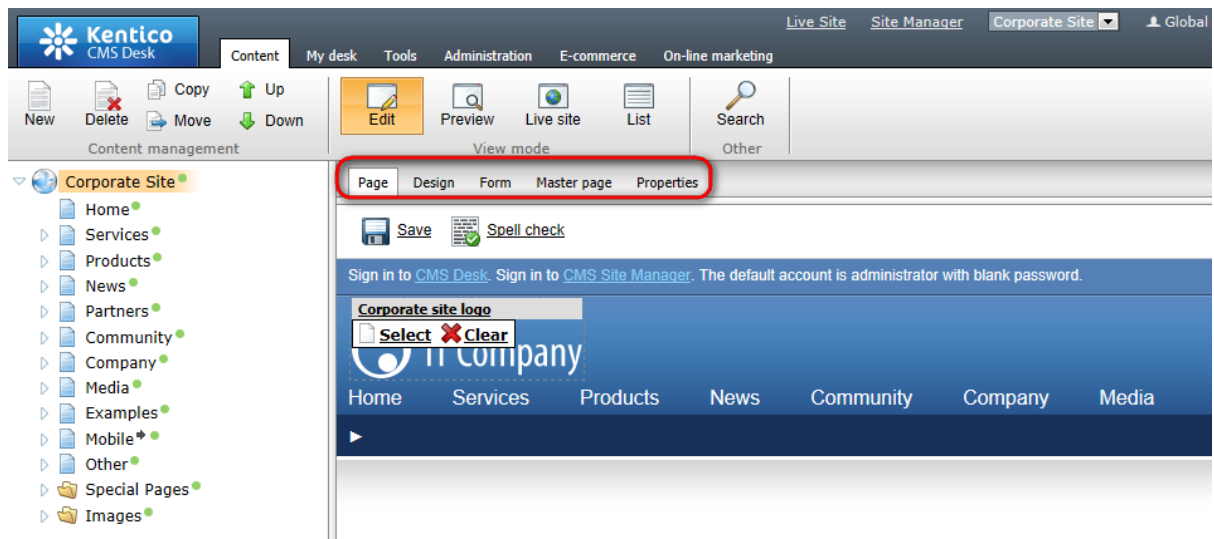 Kentico
CMS Desk
Live Site Site Manager Corporate Site Global
Content My desk Tools Administration E-commerce On-line marketing
New Delete Copy Move Up Down
Content management
Edit Preview Live site List
View mode
Search
Other
Corporate Site
Home
Services
Products
News
Partners
Community
Company
Media
Examples
Mobile
Other
Special Pages
Images
Page Design Form Master page Properties
Save Spell check
Sign in to CMS Desk. Sign in to CMS Site Manager. The default account is administrator with blank password.
Corporate site logo
Select Clear
IT Company
Home Services Products News Community Company Media